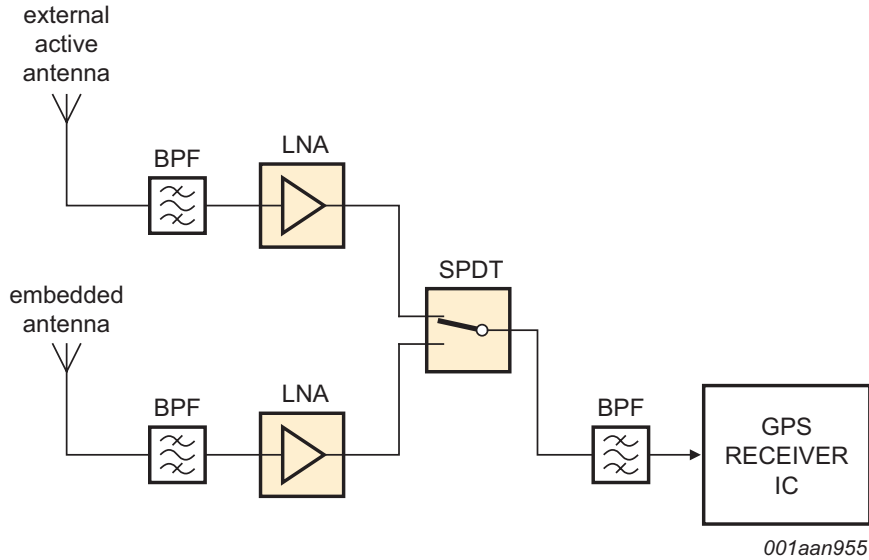 external
active
antenna
BPF
LNA
SPDT
embedded
antenna
BPF
LNA
BPF
GPS
RECEIVER
IC
001aan955